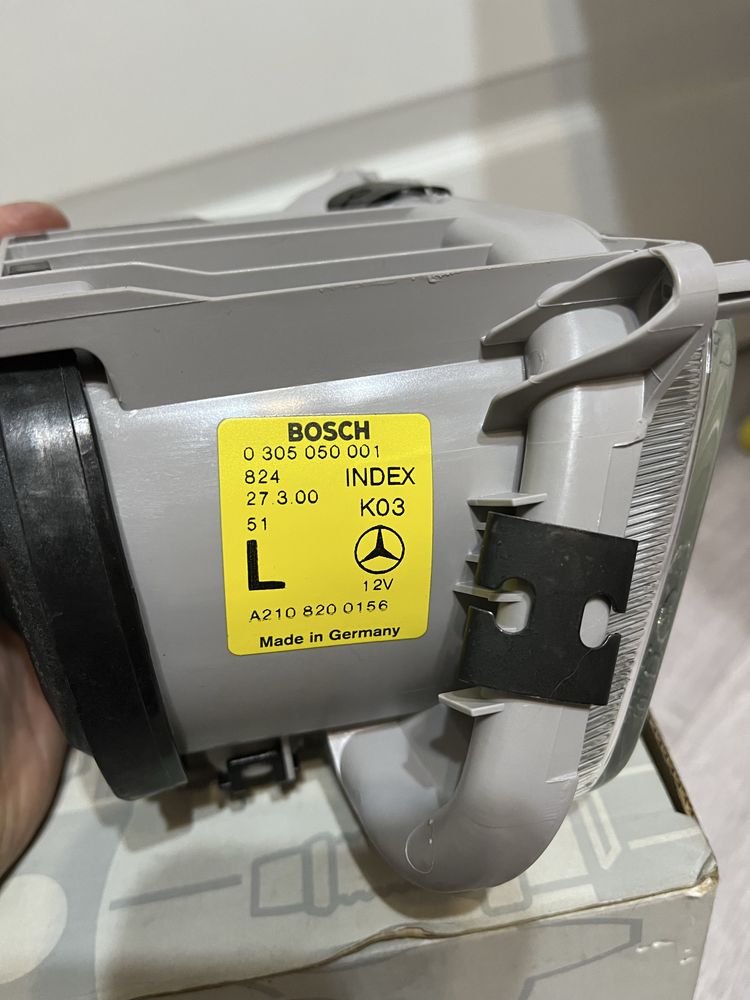 BOSCH
0 305 050 001
824 INDEX
27.3.00 K03
51
L
12V
A210 820 0156
Made in Germany